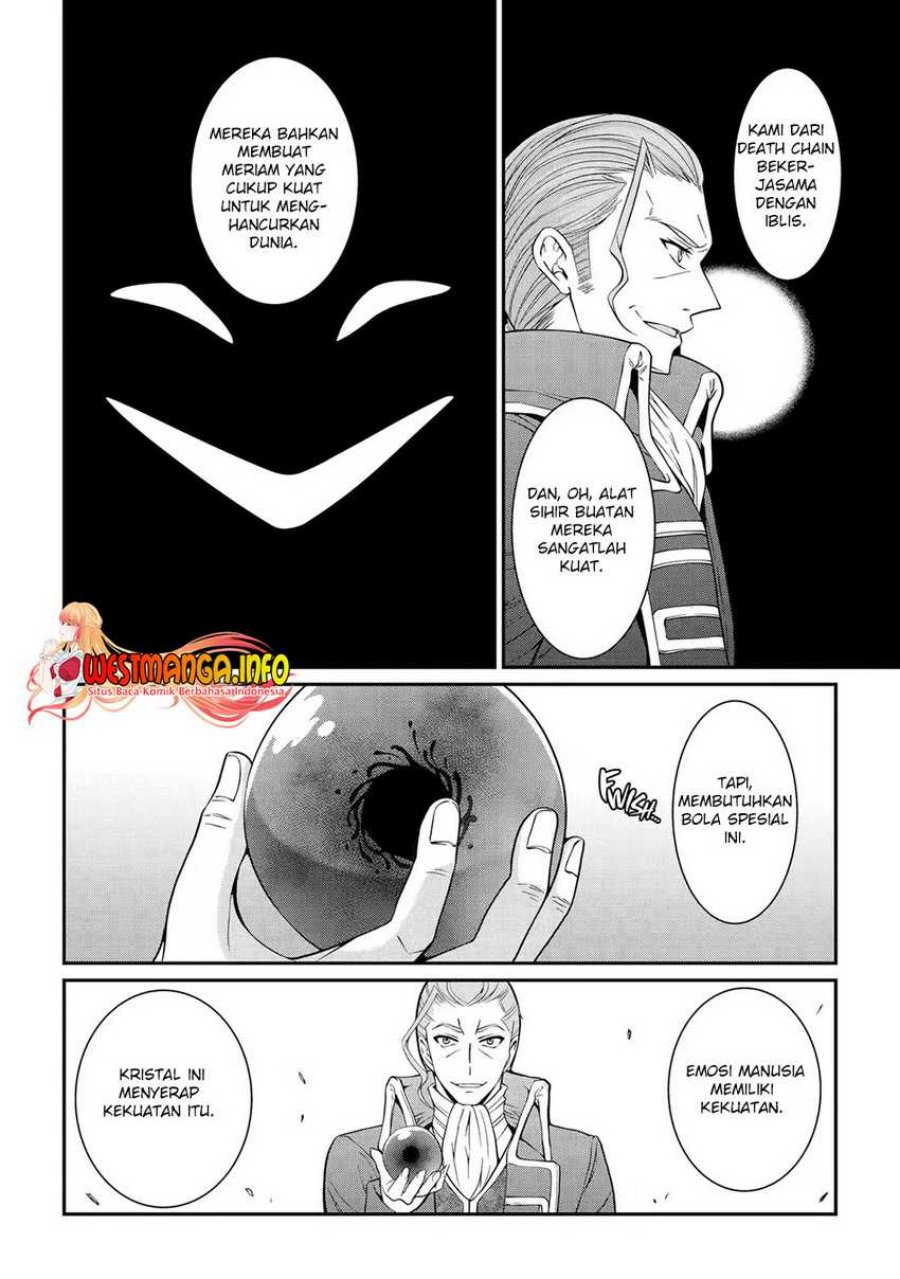 KAMI DARI
DEATH CHAIN
BEKER-
JASAMA
DENGAN
IBLIS.
DAN, OH, ALAT
SIHIR BUATAN
MEREKA
SANGATLAH
KUAT.
MEREKA BAHKAN
MEMBUAT
MERIAM YANG
CUKUP KUAT
UNTUK MENG-
HANCURKAN
DUNIA.
WESTMANGA.INFO
Situs Baca Komik Berbahasa Indonesia
TAPI,
MEMBUTUHKAN
BOLA SPESIAL
INI.
FWISH...
EMOSI MANUSIA
MEMILIKI
KEKUATAN.
KRISTAL INI
MENYERAP
KEKUATAN ITU.